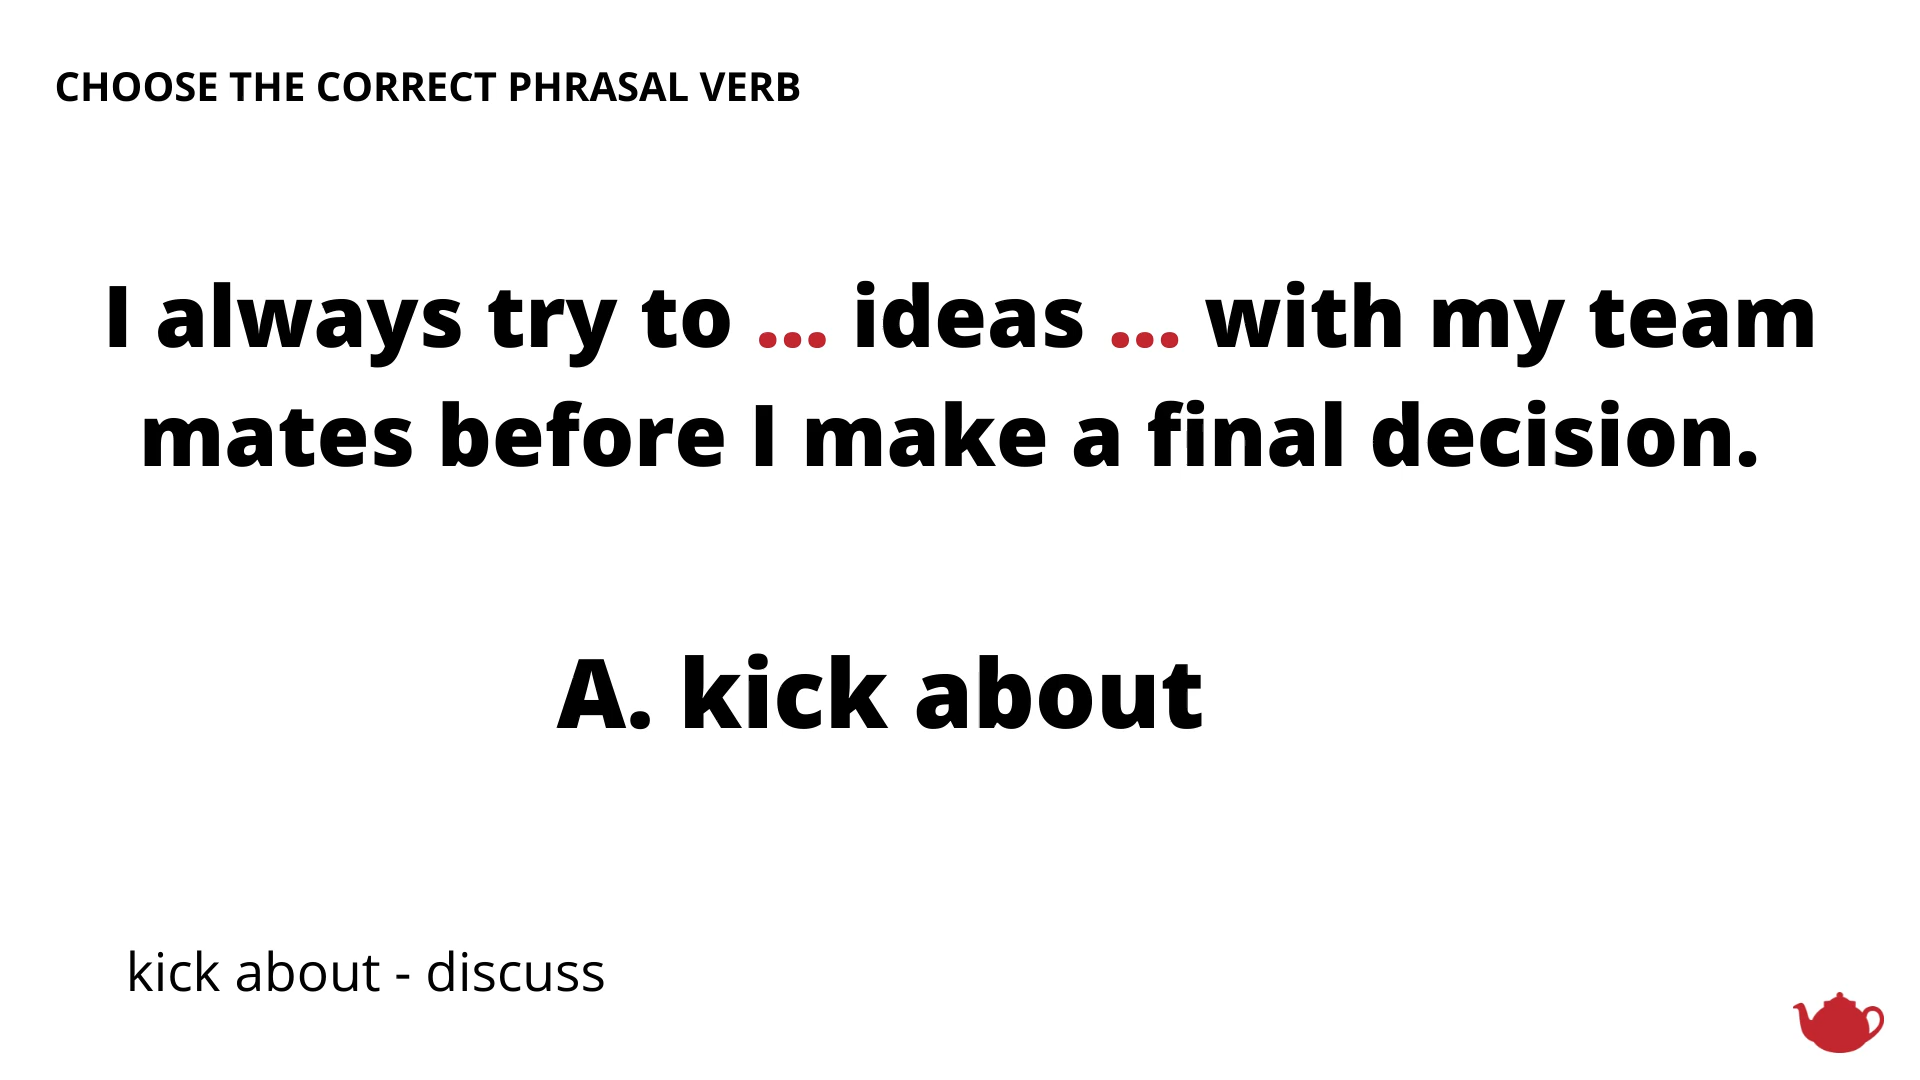 CHOOSE THE CORRECT PHRASAL VERB
I always try to ... ideas ... with my team
mates before I make a final decision.
A. kick about
kick about - discuss